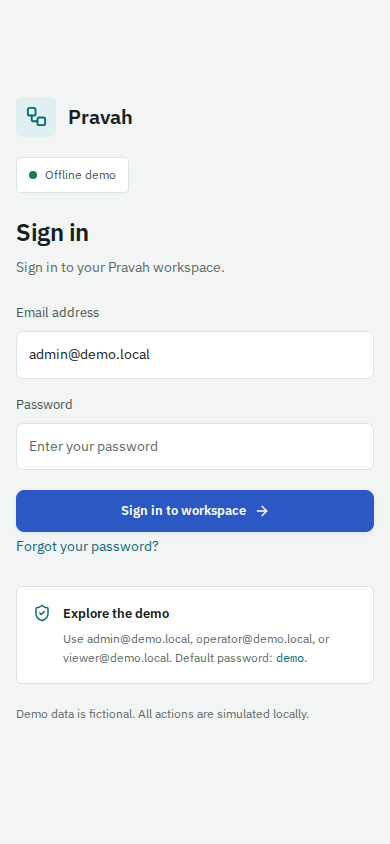 Pravah
Offline demo
Sign in
Sign in to your Pravah workspace.
Email address
admin@demo.local
Password
Enter your password
Sign in to workspace
Forgot your password?
Explore the demo
Use admin@demo.local, operator@demo.local, or
viewer@demo.local. Default password: demo.
Demo data is fictional. All actions are simulated locally.